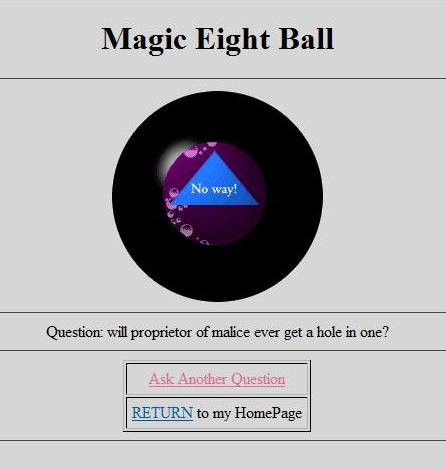 Magic Eight Ball
No way!
Question: will proprietor of malice ever get a hole in one?
Ask Another Question
RETURN to my HomePage